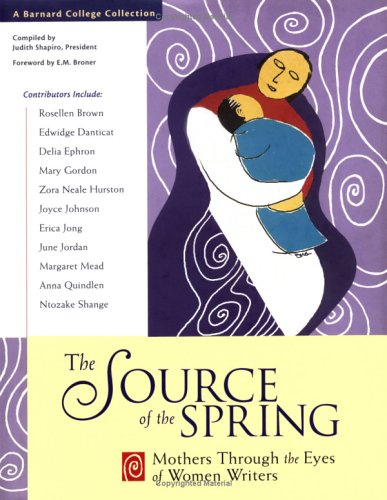 A Barnard College Collection
Compiled by
Judith Shapiro, President
Foreword by E.M. Broner
Contributors Include:
Rosellen Brown
Edwidge Danticat
Delia Ephron
Mary Gordon
Zora Neale Hurston
Joyce Johnson
Erica Jong
June Jordan
Margaret Mead
Anna Quindlen
Ntozake Shange
The SOURCE
of the SPRING
Mothers Through the Eyes
of Women Writers
Copyrighted Material